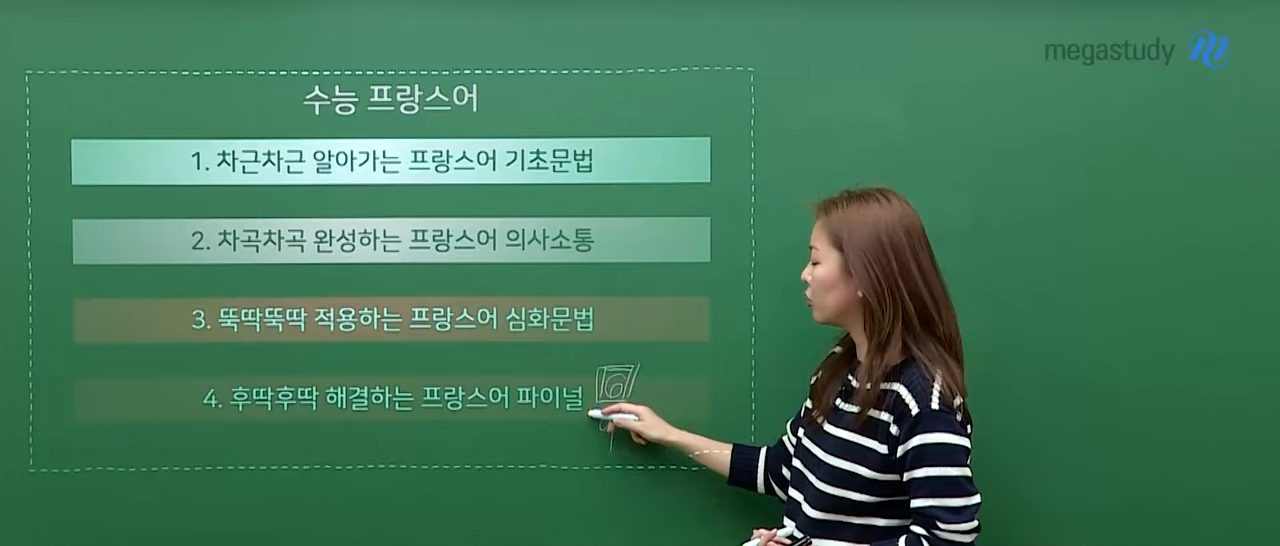 megastudy
수능 프랑스어
1. 차근차근 알아가는 프랑스어 기초문법
2. 차곡차곡 완성하는 프랑스어 의사소통
3. 뚝딱뚝딱 적용하는 프랑스어 심화문법
4. 후딱후딱 해결하는 프랑스어 파이널